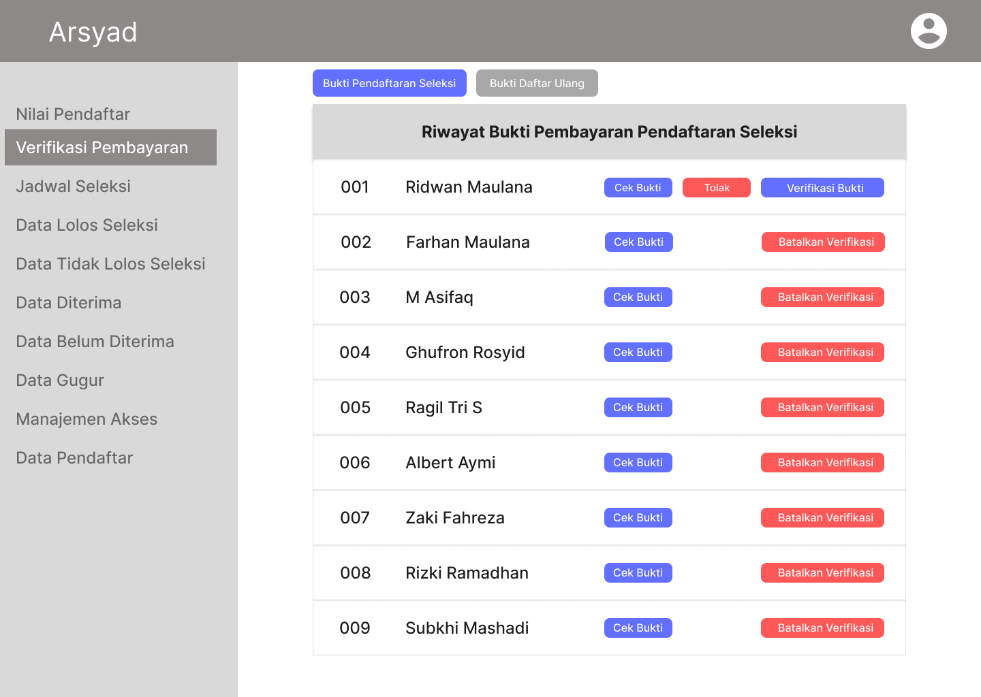 Arsyad
Nilai Pendaftar
Verifikasi Pembayaran
Jadwal Seleksi
Data Lolos Seleksi
Data Tidak Lolos Seleksi
Data Diterima
Data Belum Diterima
Data Gugur
Manajemen Akses
Data Pendaftar
Bukti Pendaftaran Seleksi Bukti Daftar Ulang
Riwayat Bukti Pembayaran Pendaftaran Seleksi
001 Ridwan Maulana Cek Bukti Tolak Verifikasi Bukti
002 Farhan Maulana Cek Bukti Batalkan Verifikasi
003 M Asifaq Cek Bukti Batalkan Verifikasi
004 Ghufron Rosyid Cek Bukti Batalkan Verifikasi
005 Ragil Tri S Cek Bukti Batalkan Verifikasi
006 Albert Aymi Cek Bukti Batalkan Verifikasi
007 Zaki Fahreza Cek Bukti Batalkan Verifikasi
008 Rizki Ramadhan Cek Bukti Batalkan Verifikasi
009 Subkhi Mashadi Cek Bukti Batalkan Verifikasi